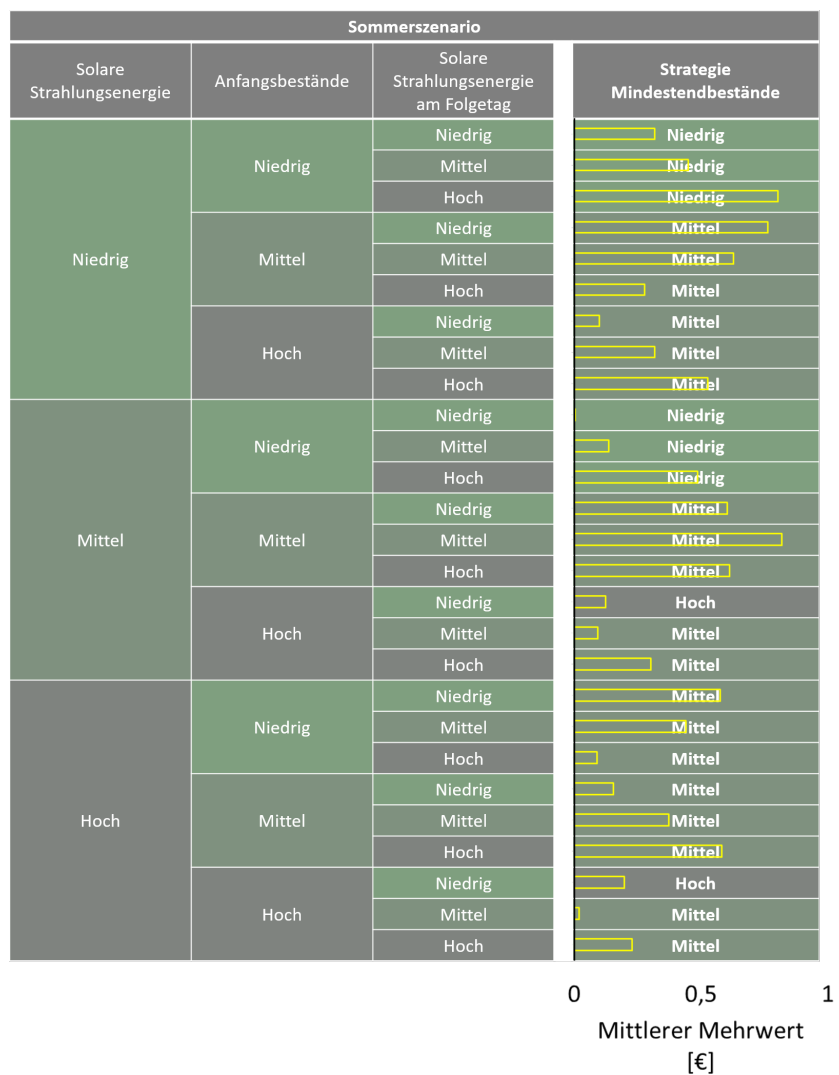 Sommerszenario
Solare
Strahlungsenergie
Anfangsbestände
Solare
Strahlungsenergie
am Folgetag
Strategie
Mindestendbestände
Niedrig
Niedrig
Niedrig
Niedrig
Mittel
Niedrig
Hoch
Niedrig
Mittel
Niedrig
Mittel
Mittel
Mittel
Hoch
Mittel
Hoch
Niedrig
Mittel
Mittel
Mittel
Hoch
Mittel
Mittel
Niedrig
Niedrig
Niedrig
Mittel
Niedrig
Hoch
Niedrig
Mittel
Niedrig
Mittel
Mittel
Mittel
Hoch
Mittel
Hoch
Niedrig
Hoch
Mittel
Mittel
Hoch
Mittel
Hoch
Niedrig
Niedrig
Mittel
Mittel
Mittel
Hoch
Mittel
Mittel
Niedrig
Mittel
Mittel
Mittel
Hoch
Mittel
Hoch
Niedrig
Hoch
Mittel
Mittel
Hoch
Mittel
0 0,5 1
Mittlerer Mehrwert
[€]